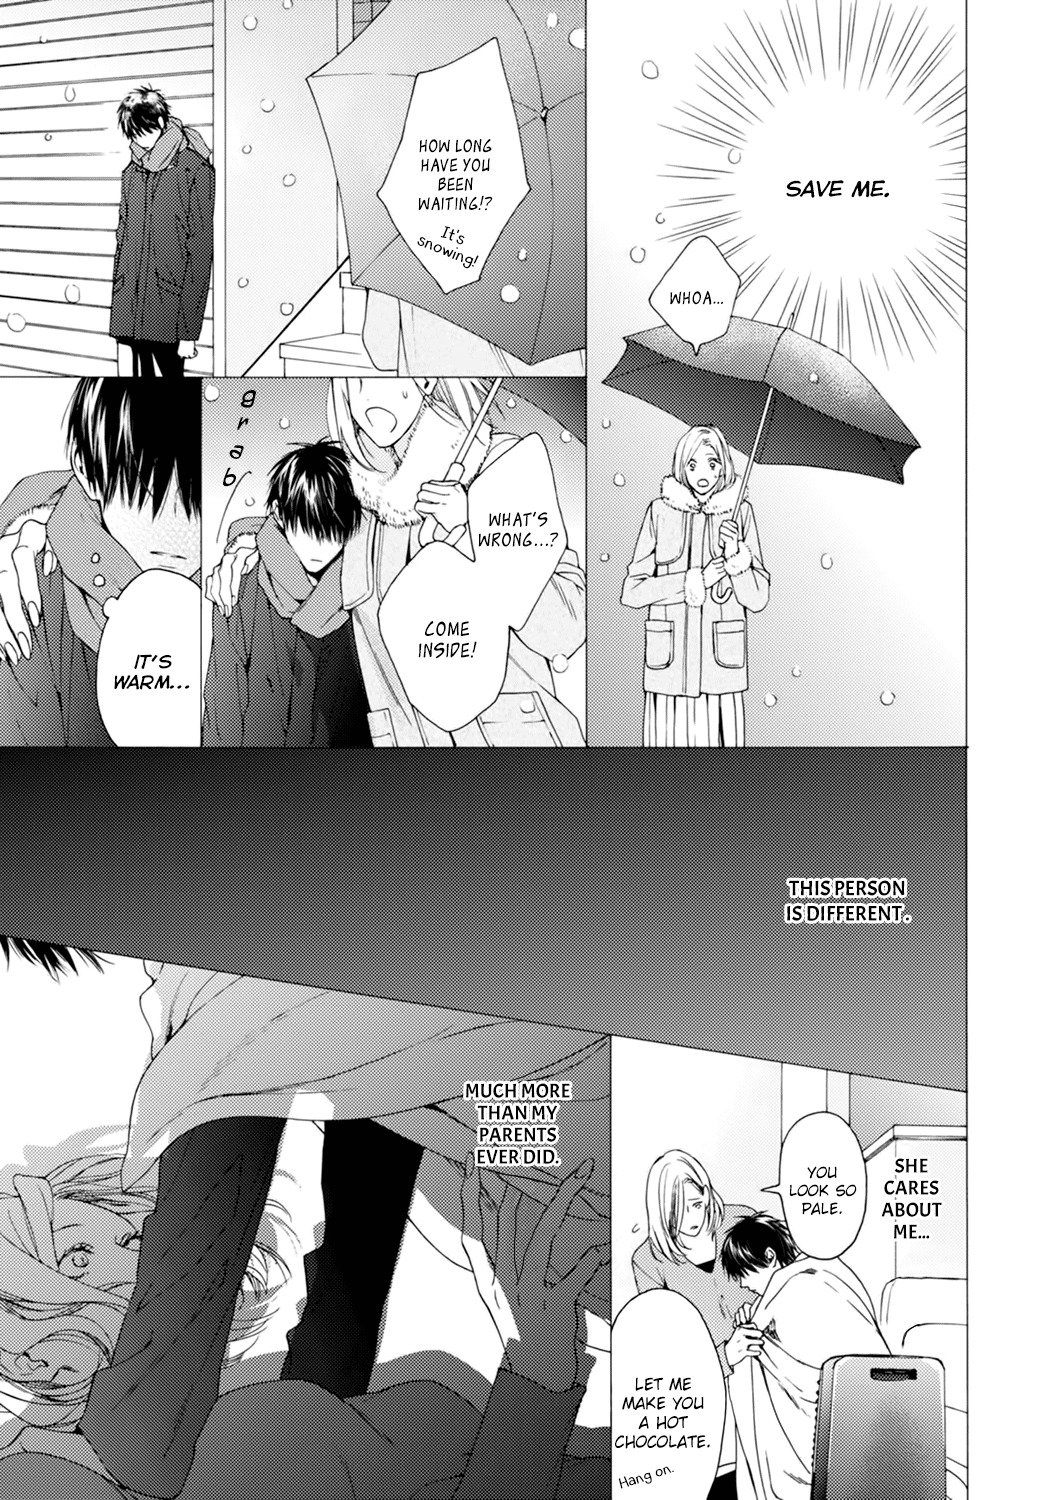 SAVE ME.
WHOA...
HOW LONG
HAVE YOU
BEEN
WAITING!?
It's
snowing!
WHAT'S
WRONG...?
COME
INSIDE!
grab
IT'S
WARM...
THIS PERSON
IS DIFFERENT.
SHE
CARES
ABOUT
ME...
YOU
LOOK SO
PALE.
LET ME
MAKE YOU
A HOT
CHOCOLATE.
Hang on.
MUCH MORE
THAN MY
PARENTS
EVER DID.